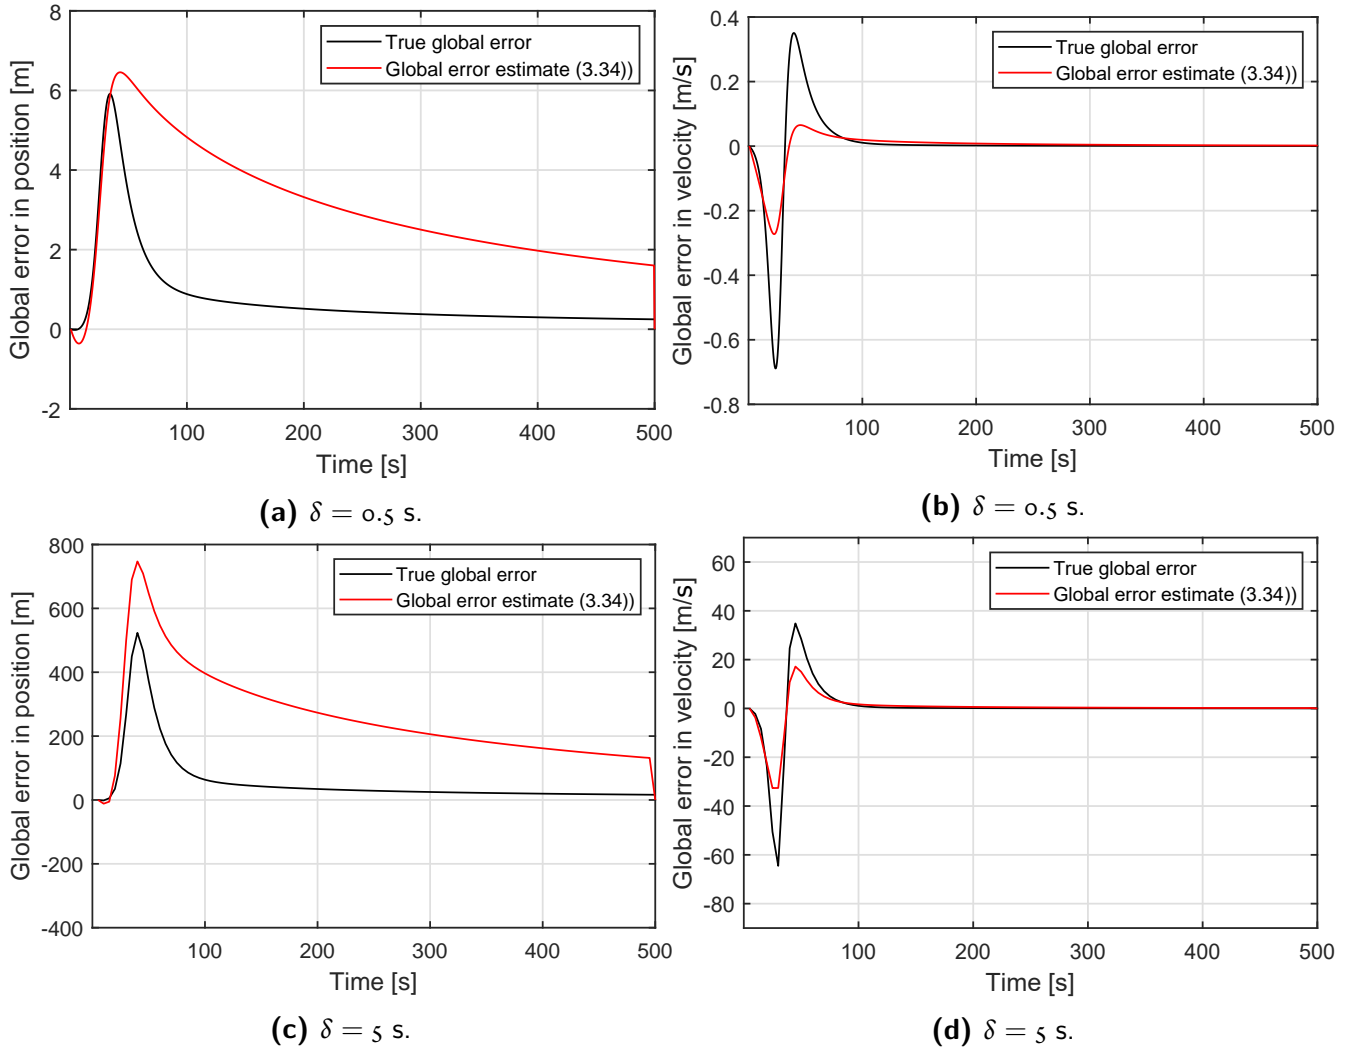 8
6
4
2
0
-2
Global error in position [m]
True global error
Global error estimate (3.34))
100 200 300 400 500
Time [s]
(a) δ = 0.5 s.
0.4
0.2
0
-0.2
-0.4
-0.6
-0.8
Global error in velocity [m/s]
True global error
Global error estimate (3.34))
100 200 300 400 500
Time [s]
(b) δ = 0.5 s.
800
600
400
200
0
-200
-400
Global error in position [m]
True global error
Global error estimate (3.34))
100 200 300 400 500
Time [s]
(c) δ = 5 s.
60
40
20
0
-20
-40
-60
-80
Global error in velocity [m/s]
True global error
Global error estimate (3.34))
100 200 300 400 500
Time [s]
(d) δ = 5 s.